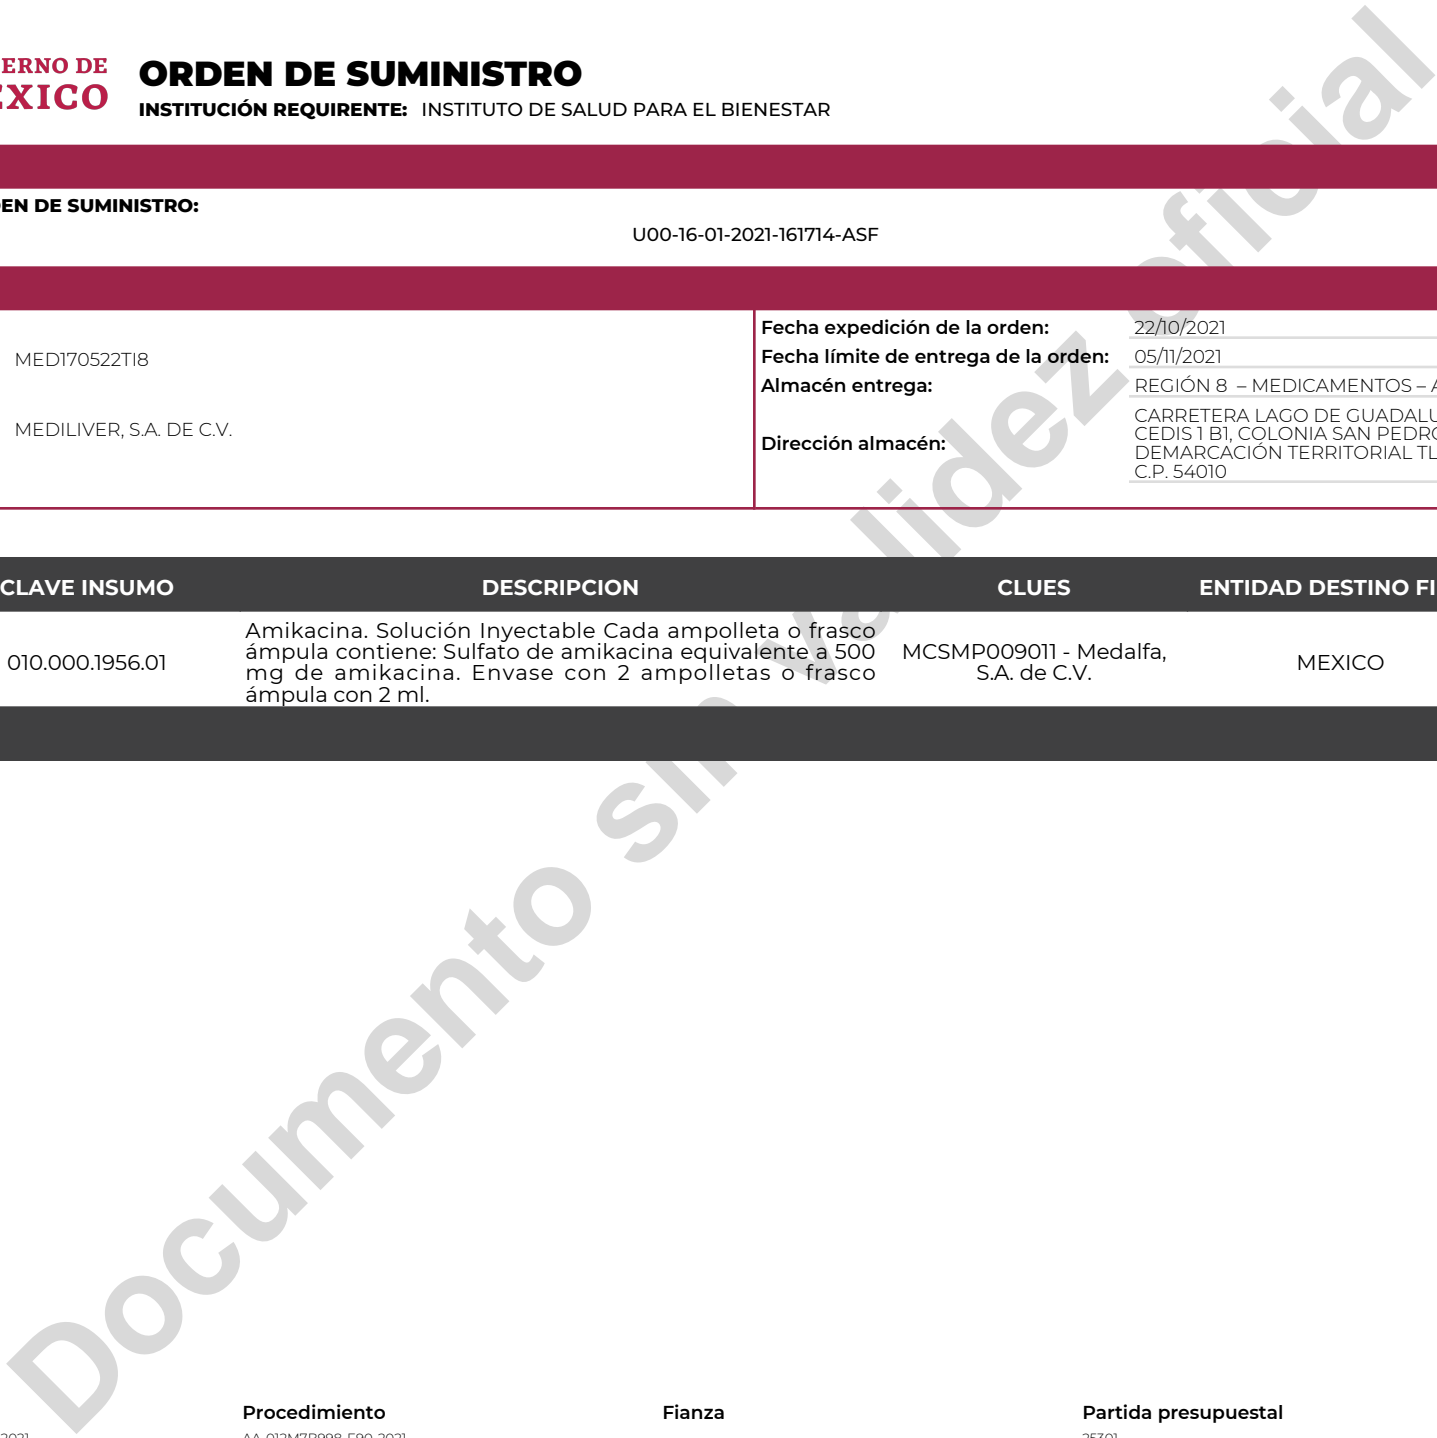 ERNO DE
EXICO
ORDEN DE SUMINISTRO
INSTITUCIÓN REQUIRENTE: INSTITUTO DE SALUD PARA EL BIENESTAR
EN DE SUMINISTRO:
U00-16-01-2021-161714-ASF
MED170522TI8
MEDILIVER, S.A. DE C.V.
Fecha expedición de la orden: 22/10/2021
Fecha límite de entrega de la orden: 05/11/2021
Almacén entrega: REGIÓN 8 – MEDICAMENTOS – A
Dirección almacén:
CARRETERA LAGO DE GUADALU
CEDIS 1 B1, COLONIA SAN PEDRO
DEMARCACIÓN TERRITORIAL TL
C.P. 54010
CLAVE INSUMO DESCRIPCION CLUES ENTIDAD DESTINO FI
010.000.1956.01
Amikacina. Solución Inyectable Cada ampolleta o frasco
ámpula contiene: Sulfato de amikacina equivalente a 500
mg de amikacina. Envase con 2 ampolletas o frasco
ámpula con 2 ml.
MCSMP009011 - Medalfa,
S.A. de C.V.
MEXICO
Documento sin validez oficial
Procedimiento Fianza Partida presupuestal